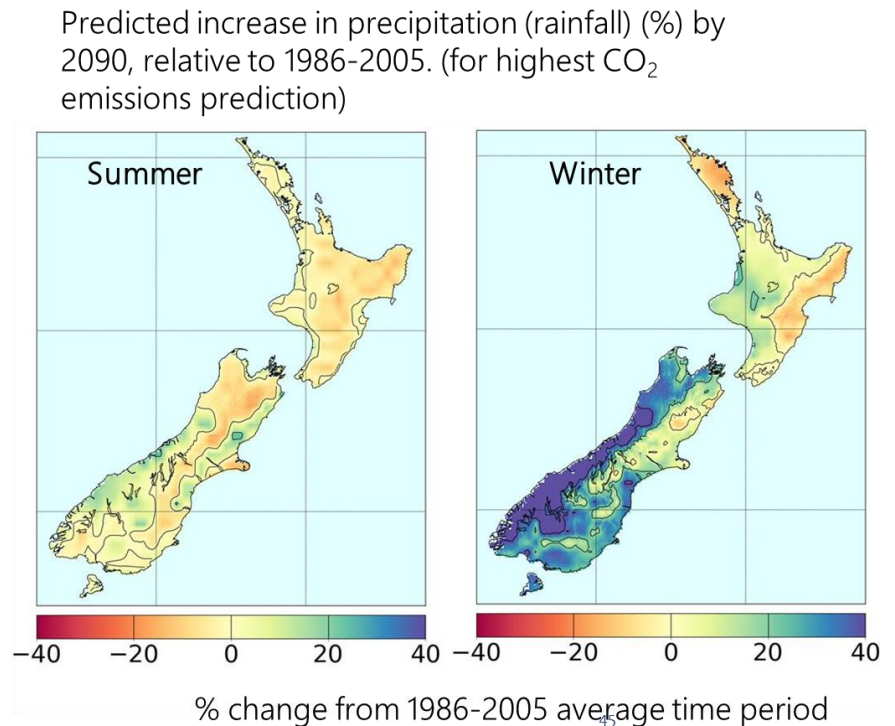 Predicted increase in precipitation (rainfall) (%) by
2090, relative to 1986-2005. (for highest CO₂
emissions prediction)
Summer
Winter
−40 −20 0 20 40
−40 −20 0 20 40
% change from 1986-2005 average time period
45